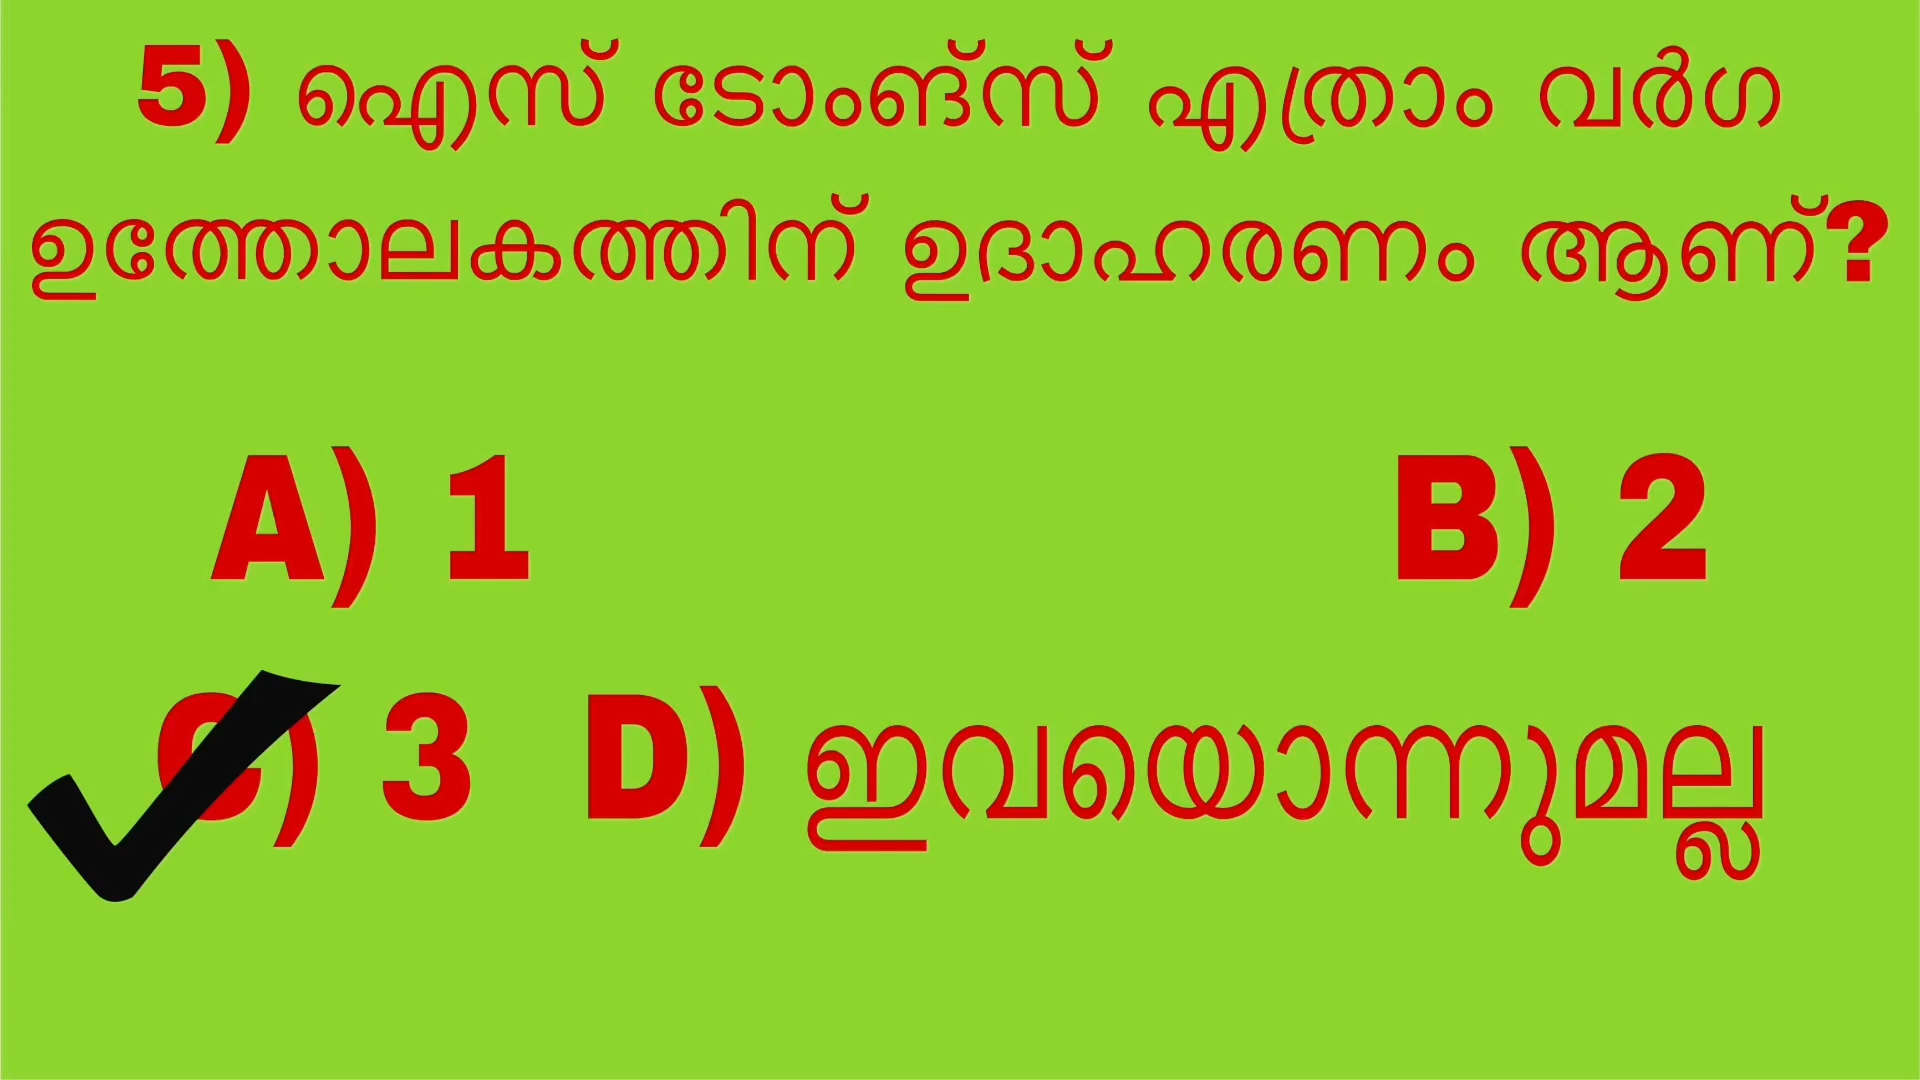 5) ഐസ് ടോംങ്സ് എത്രാം വർഗ
ഉത്തോലകത്തിന് ഉദാഹരണം ആണ്?
A) 1 B) 2
C) 3 D) ഇവയൊന്നുമല്ല